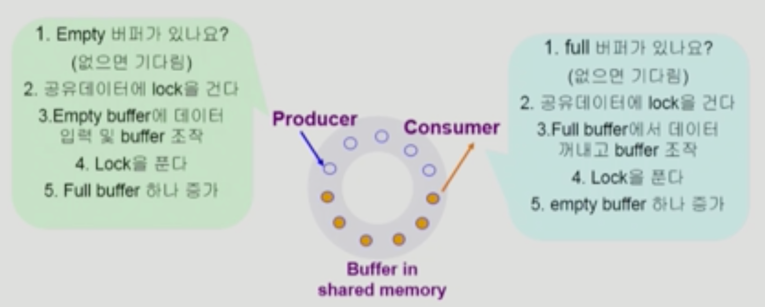 1. Empty 버퍼가 있나요?
(없으면 기다림)
2. 공유데이터에 lock을 건다
3.Empty buffer에 데이터
입력 및 buffer 조작
4. Lock을 푼다
5. Full buffer 하나 증가
Producer
Consumer
Buffer in
shared memory
1. full 버퍼가 있나요?
(없으면 기다림)
2. 공유데이터에 lock을 건다
3.Full buffer에서 데이터
꺼내고 buffer 조작
4. Lock을 푼다
5. empty buffer 하나 증가